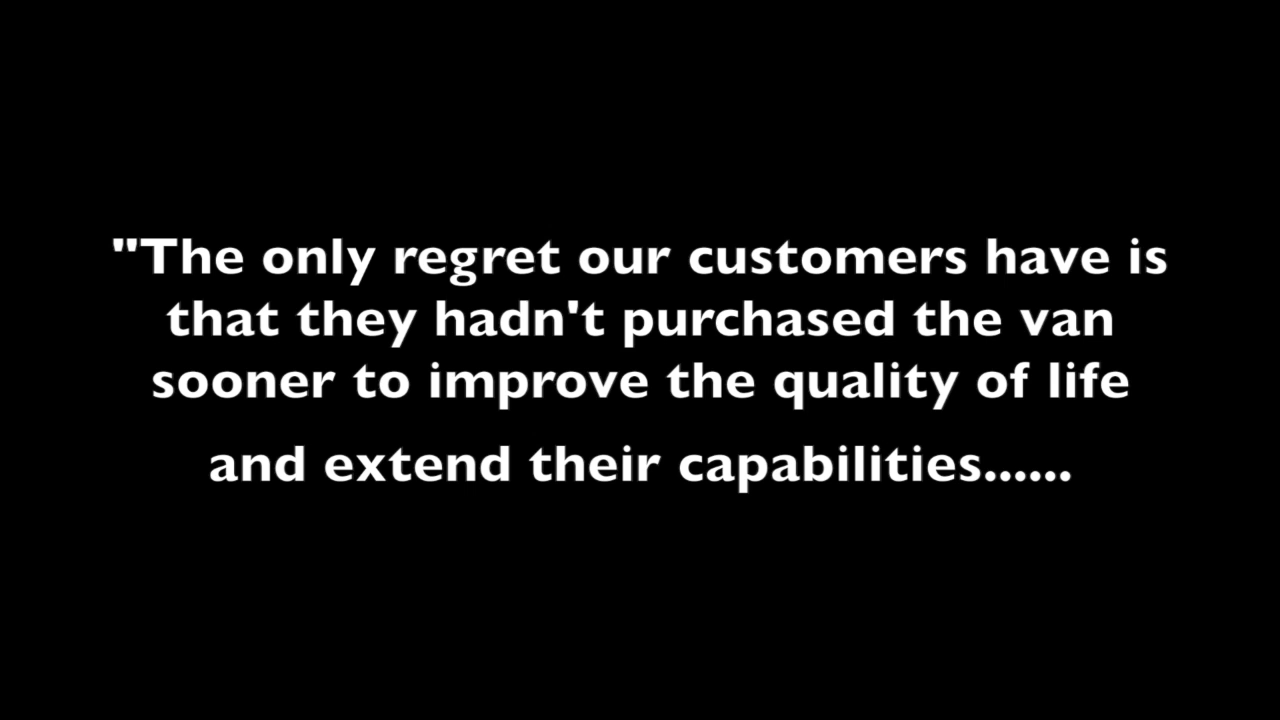 "The only regret our customers have is
that they hadn't purchased the van
sooner to improve the quality of life
and extend their capabilities......